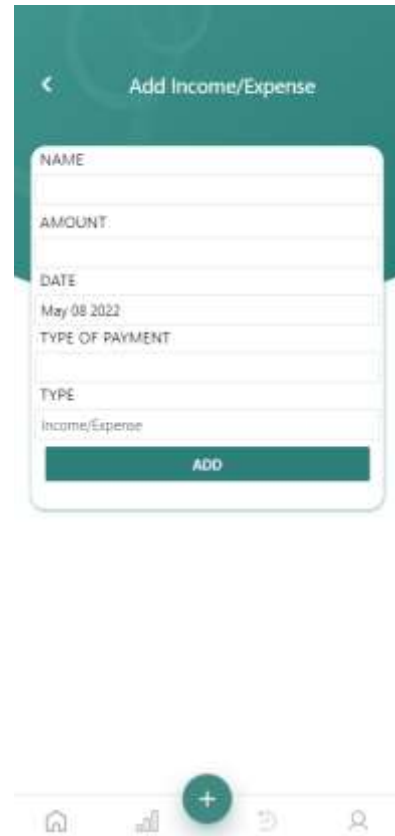 Add Income/Expense
NAME
AMOUNT
DATE
May 08 2022
TYPE OF PAYMENT
TYPE
Income/Expense
ADD